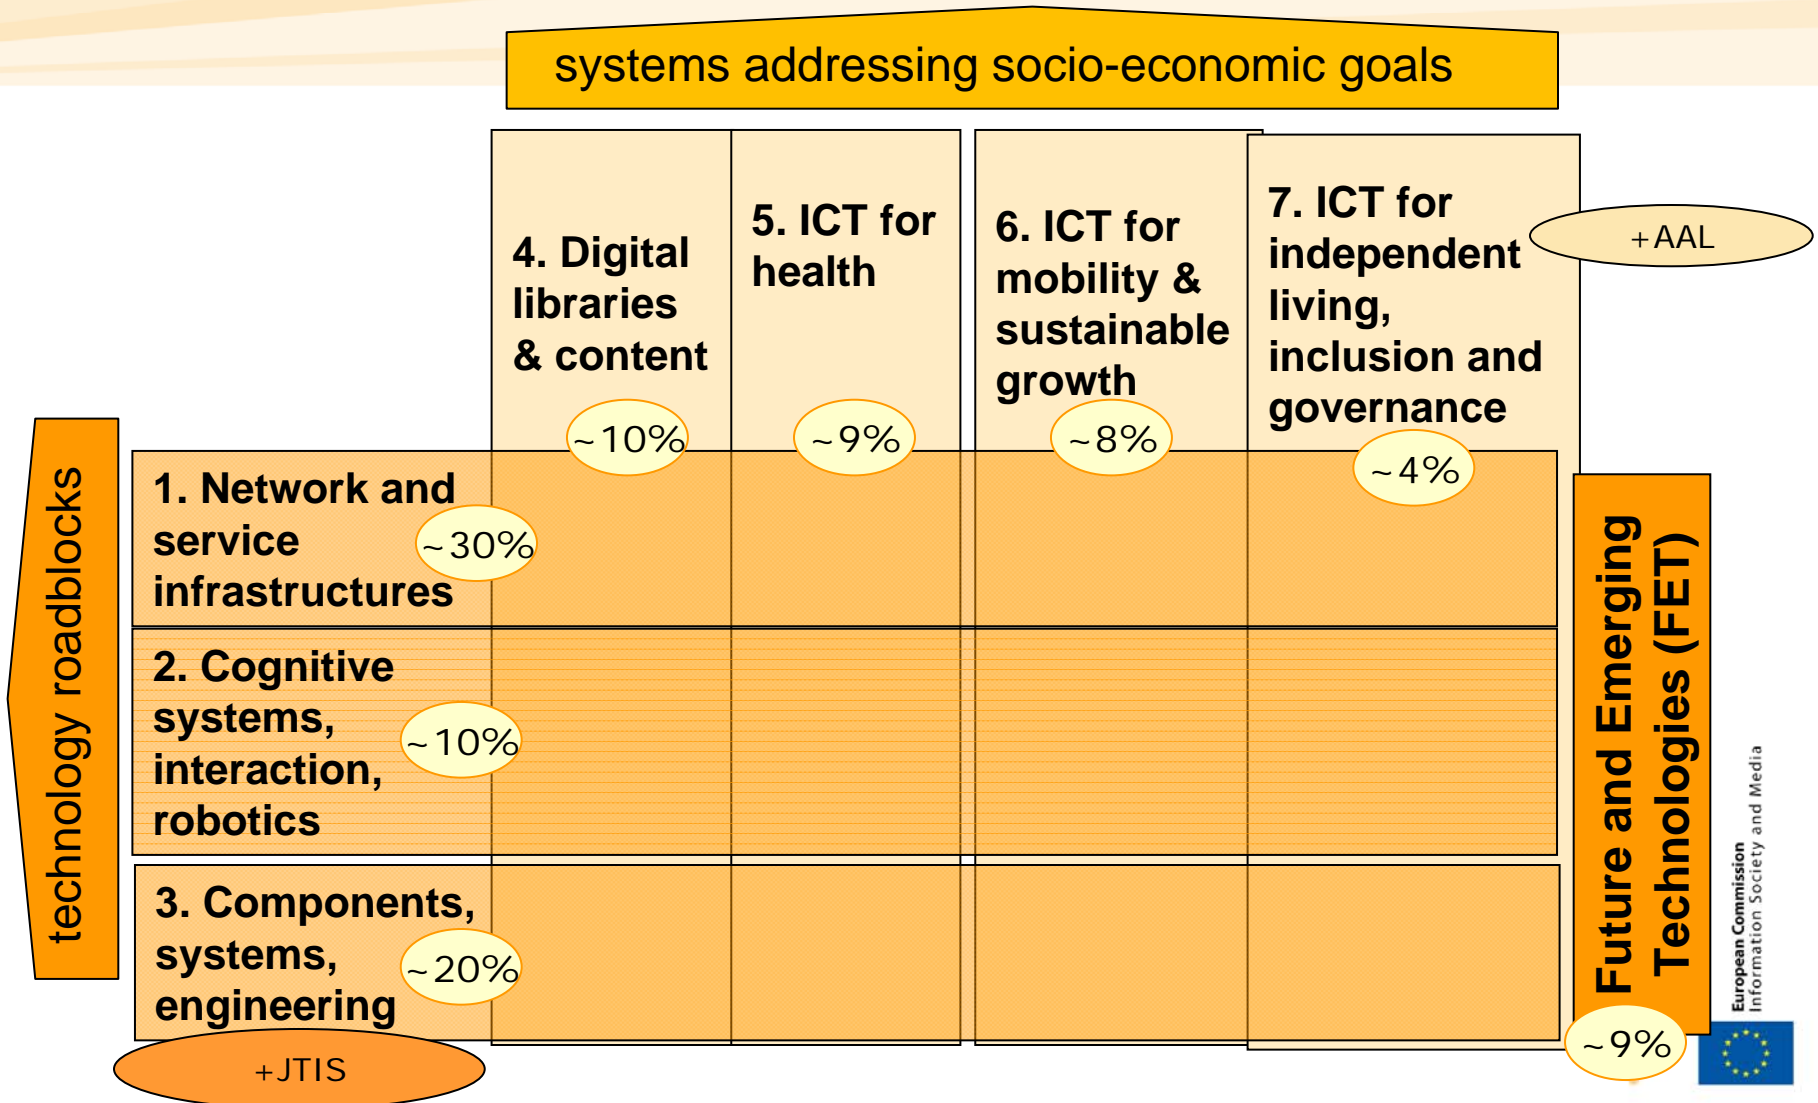 systems addressing socio-economic goals
4. Digital
libraries
& content
~10%
5. ICT for
health
~9%
6. ICT for
mobility &
sustainable
growth
~8%
7. ICT for
independent
living,
inclusion and
governance
~4%
+AAL
technology roadblocks
1. Network and
service
infrastructures
~30%
2. Cognitive
systems,
interaction,
robotics
~10%
3. Components,
systems,
engineering
~20%
+JTIS
Future and Emerging
Technologies (FET)
~9%
European Commission
Information Society and Media